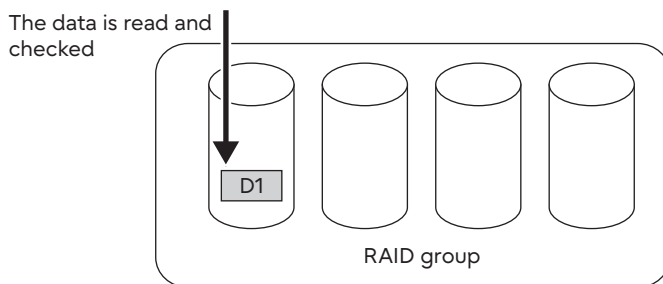 The data is read and
checked
D1
RAID group